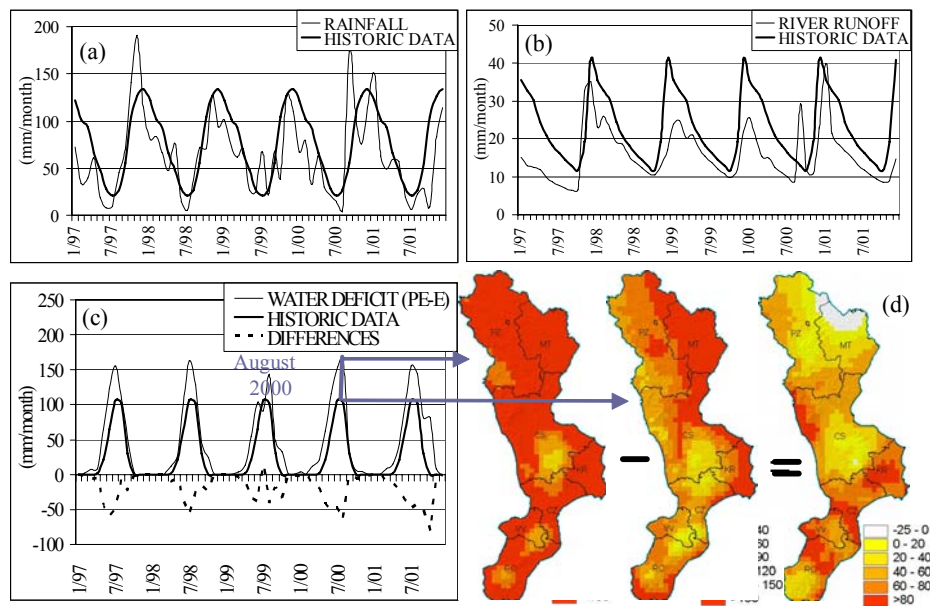 (a)
RAINFALL
HISTORIC DATA
(mm/month)
200
150
100
50
0
1/97
7/97
1/98
7/98
1/99
7/99
1/00
7/00
1/01
7/01
(b)
RIVER RUNOFF
HISTORIC DATA
(mm/month)
50
40
30
20
10
0
1/97
7/97
1/98
7/98
1/99
7/99
1/00
7/00
1/01
7/01
(c)
WATER DEFICIT (PE-E)
HISTORIC DATA
DIFFERENCES
August
2000
(mm/month)
250
200
150
100
50
0
-50
-100
1/97
7/97
1/98
7/98
1/99
7/99
1/00
7/00
1/01
7/01
(d)
PZ
MT
CS
KR
CZ
VV
RC
−
PZ
MT
CS
KR
CZ
VV
RC
=
PZ
MT
CS
KR
CZ
VV
RC
40
60
90
120
150
-25 - 0
0 - 20
20 - 40
40 - 60
60 - 80
>80